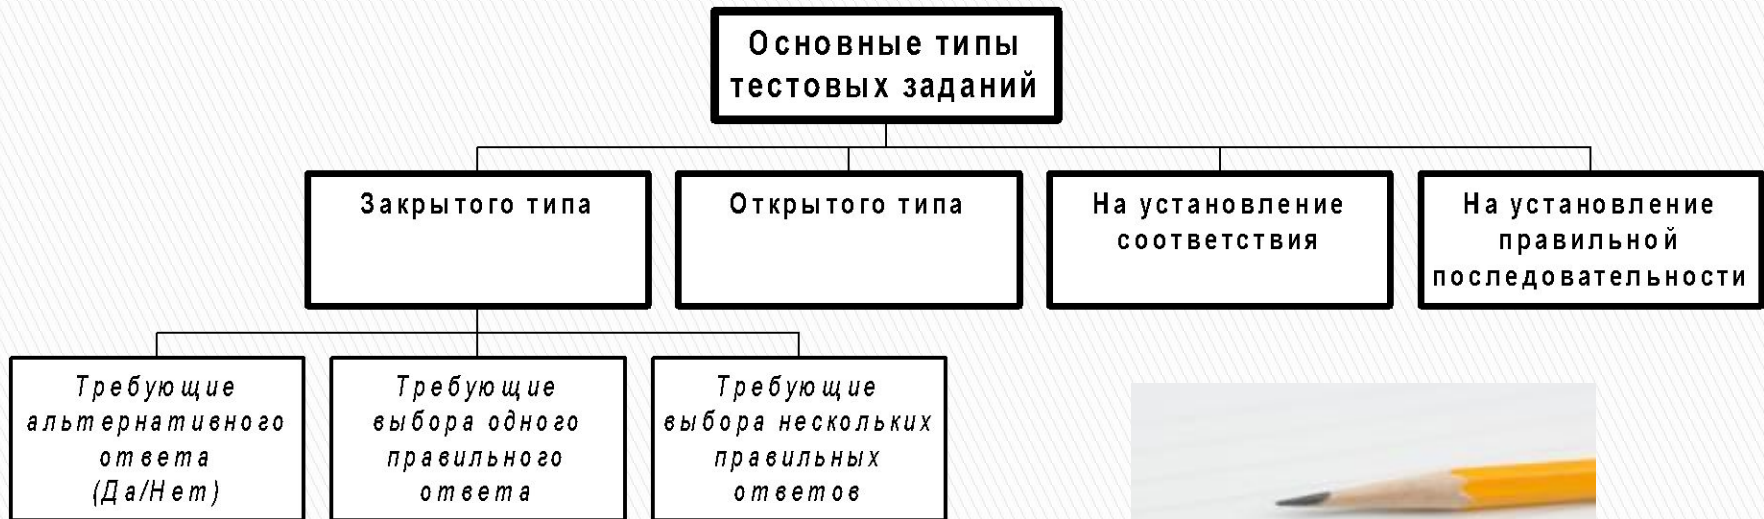 Основные типы
тестовых заданий
Закрытого типа
Открытого типа
На установление
соответствия
На установление
правильной
последовательности
Требующие
альтернативного
ответа
(Да/Нет)
Требующие
выбора одного
правильного
ответа
Требующие
выбора нескольких
правильных
ответов